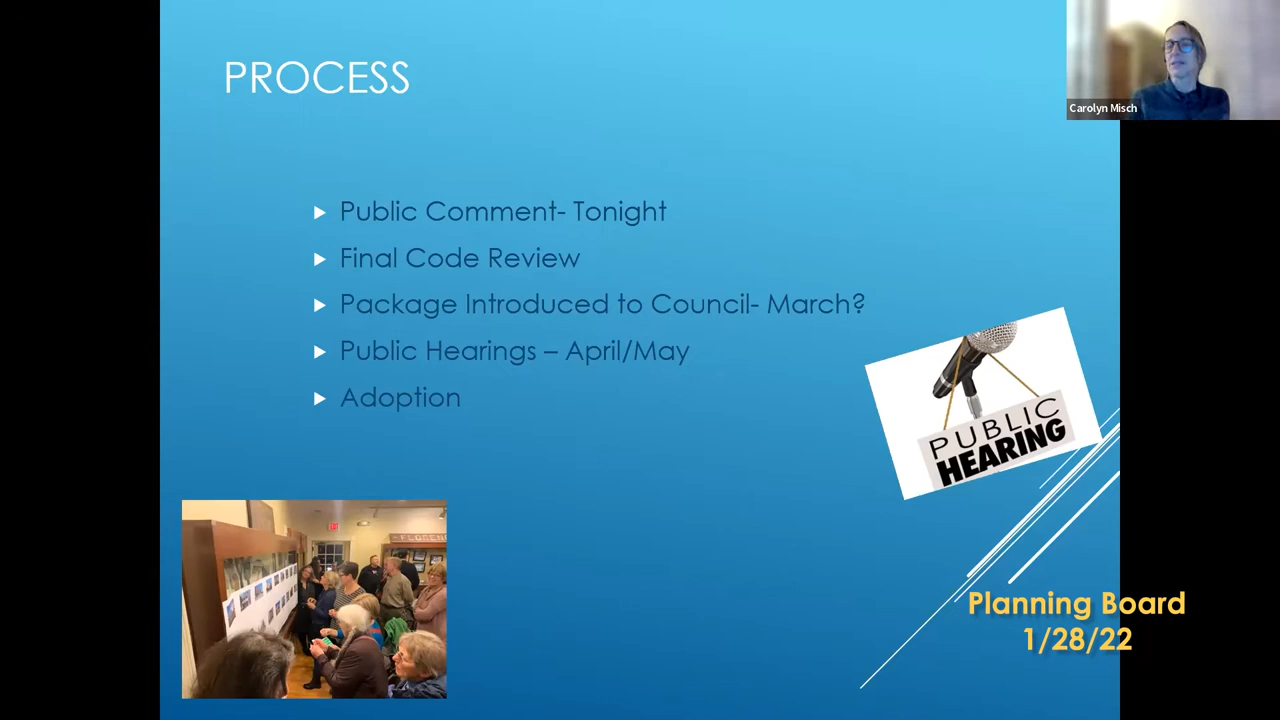 PROCESS
Carolyn Misch
Public Comment- Tonight
Final Code Review
Package Introduced to Council- March?
Public Hearings – April/May
Adoption
PUBLIC
HEARING
FLORENC
Planning Board
1/28/22